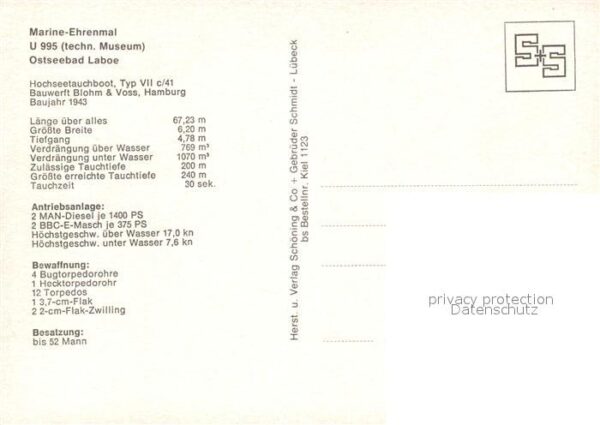 Marine-Ehrenmal
U 995 (techn. Museum)
Ostseebad Laboe
Hochseetauchboot, Typ VII c/41
Bauwerft Blohm & Voss, Hamburg
Baujahr 1943
Länge über alles 67,23 m
Größte Breite 6,20 m
Tiefgang 4,78 m
Verdrängung über Wasser 769 m³
Verdrängung unter Wasser 1070 m³
Zulässige Tauchtiefe 200 m
Größte erreichte Tauchtiefe 240 m
Tauchzeit 30 sek.
Antriebsanlage:
2 MAN-Diesel je 1400 PS
2 BBC-E-Masch je 375 PS
Höchstgeschw. über Wasser 17,0 kn
Höchstgeschw. unter Wasser 7,6 kn
Bewaffnung:
4 Bugtorpedorohre
1 Hecktorpedorohr
12 Torpedos
1 3,7-cm-Flak
2 2-cm-Flak-Zwilling
Besatzung:
bis 52 Mann
Herst. u. Verlag Schöning & Co + Gebrüder Schmidt - Lübeck
bs Bestellnr. Kiel 1123
S+S
privacy protection
Datenschutz